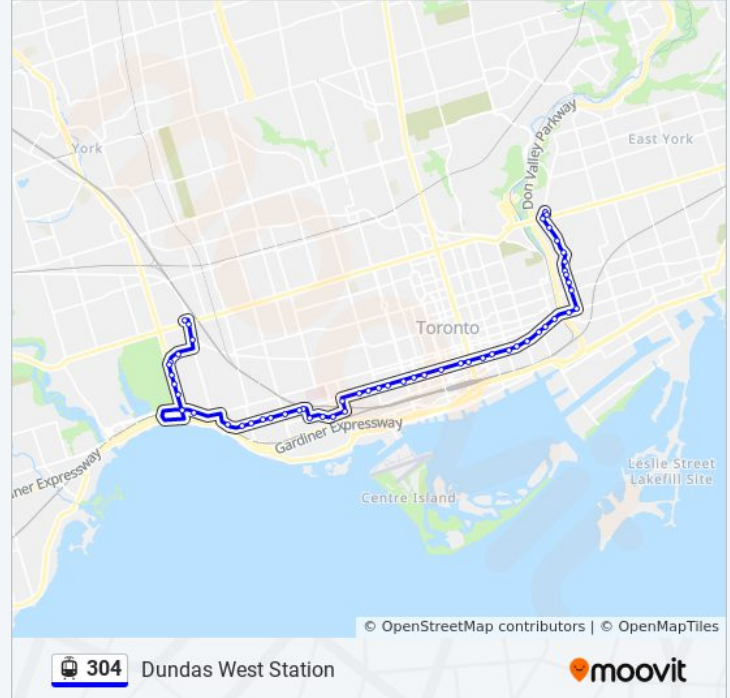 York
Don Valley Parkway
East York
Toronto
Gardiner Expressway
iner Expressway
Leslie Street
Lakefill Site
Centre Island
© OpenStreetMap contributors | © OpenMapTiles
304 Dundas West Station
moovit